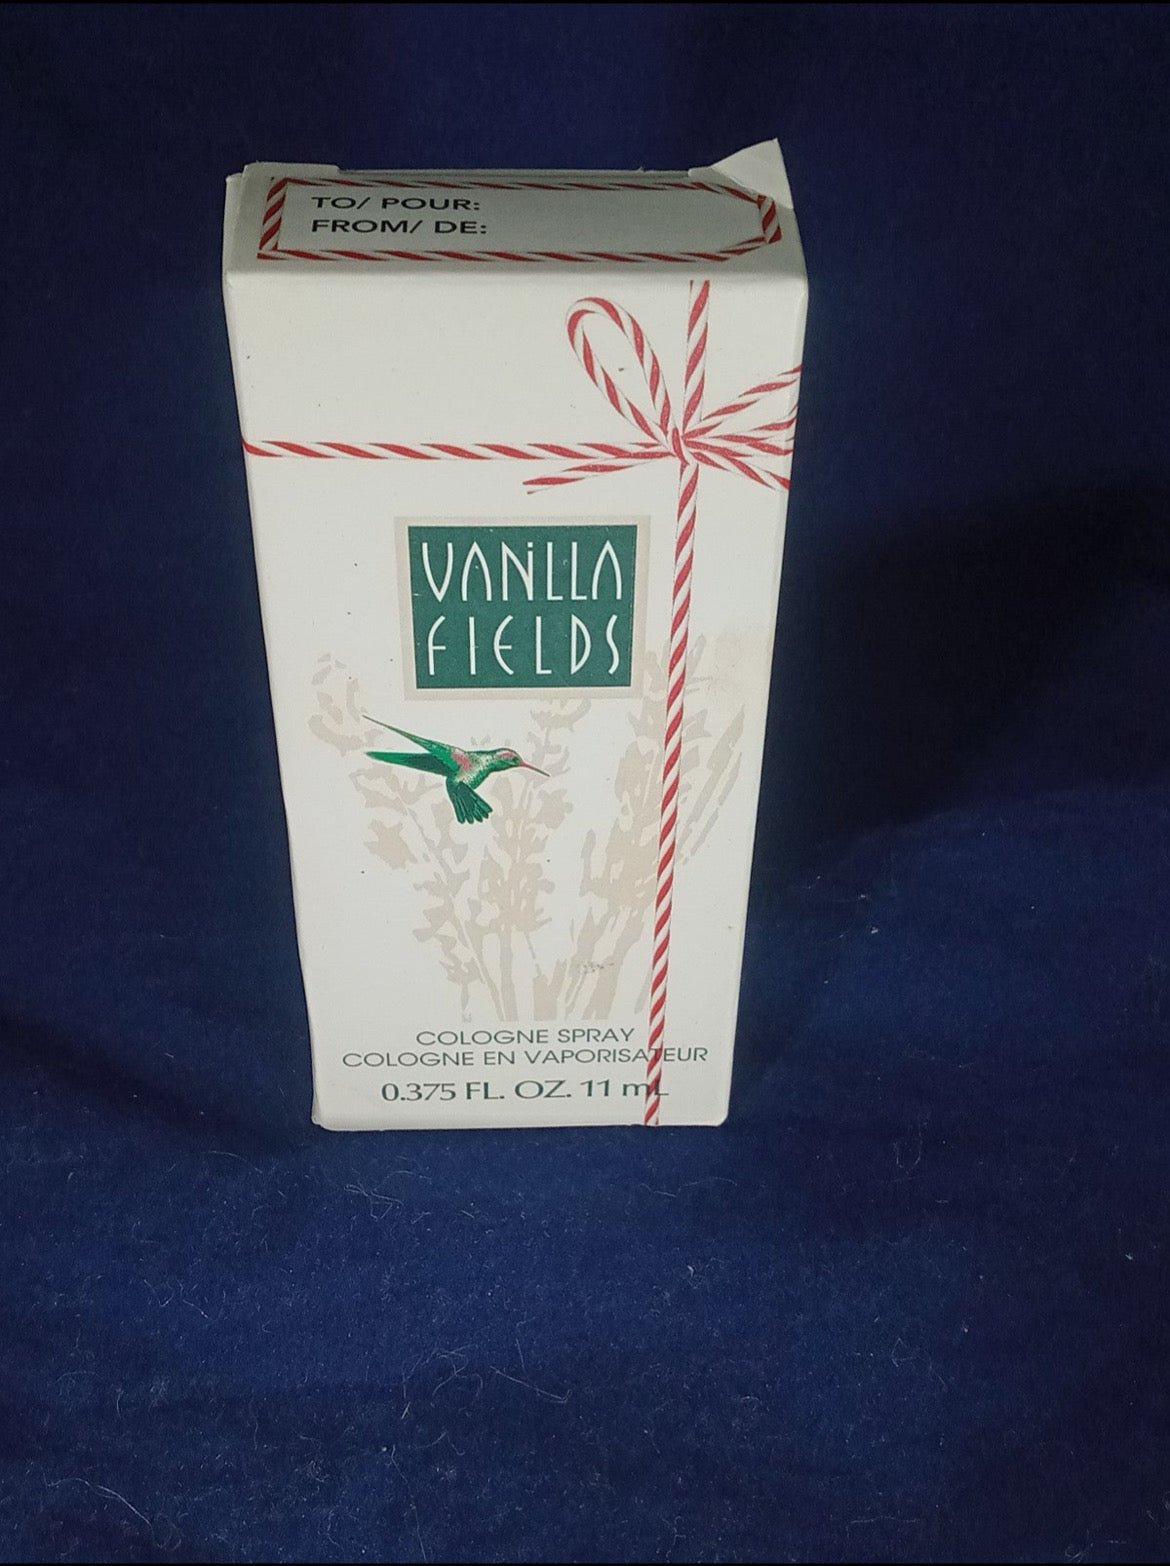 TO/ POUR:
FROM/ DE:
VANILLA
FIELDS
COLOGNE SPRAY
COLOGNE EN VAPORISATEUR
0.375 FL. OZ. 11 mL